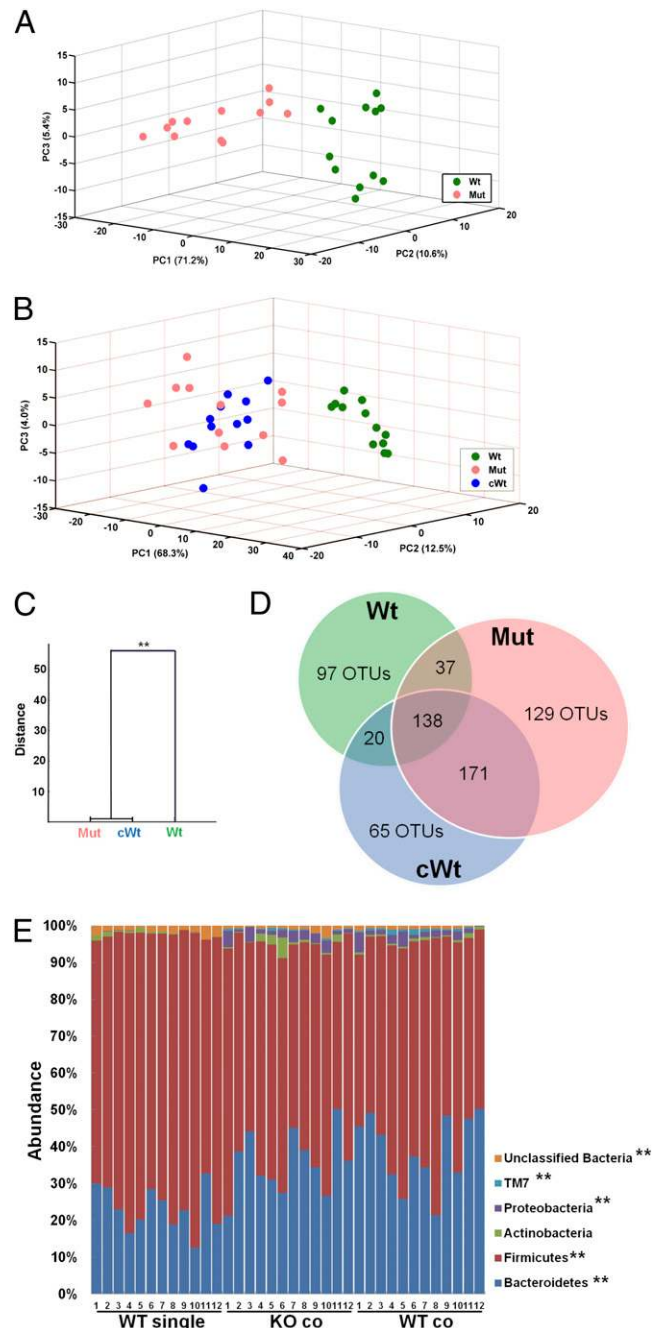 A
15
10
5
0
-5
-10
-15
PC3 (5.4%)
-20
-10
0
10
20
30
PC1 (71.2%)
-20
-10
0
10
20
PC2 (10.6%)
Wt
Mut
B
15
10
5
0
-5
-10
-15
PC3 (4.0%)
-30
-20
-10
0
10
20
30
40
PC1 (68.3%)
-20
-10
0
10
20
PC2 (12.5%)
Wt
Mut
cWt
C
**
50
40
30
20
10
Distance
Mut cWt Wt
D
Wt
Mut
97 OTUs
37
129 OTUs
138
20
171
65 OTUs
cWt
E
100%
90%
80%
70%
60%
50%
40%
30%
20%
10%
0%
Abundance
Unclassified Bacteria **
TM7 **
Proteobacteria **
Actinobacteria
Firmicutes **
Bacteroidetes **
1 2 3 4 5 6 7 8 9 10 11 12 1 2 3 4 5 6 7 8 9 10 11 12 1 2 3 4 5 6 7 8 9 10 11 12
WT single KO co WT co